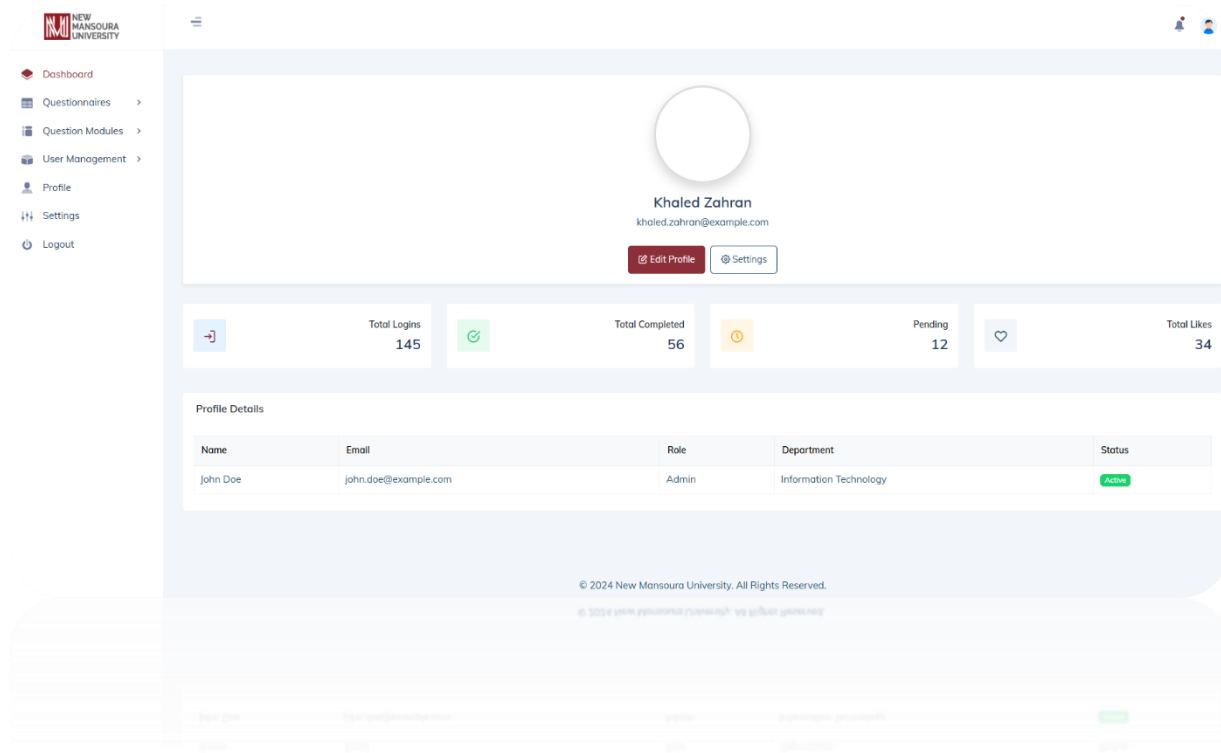 NEW
MANSOURA
UNIVERSITY
Dashboard
Questionnaires
Question Modules
User Management
Profile
Settings
Logout
Khaled Zahran
khaled.zahran@example.com
Edit Profile Settings
Total Logins
145
Total Completed
56
Pending
12
Total Likes
34
Profile Details
Name Email Role Department Status
John Doe john.doe@example.com Admin Information Technology Active
© 2024 New Mansoura University. All Rights Reserved.